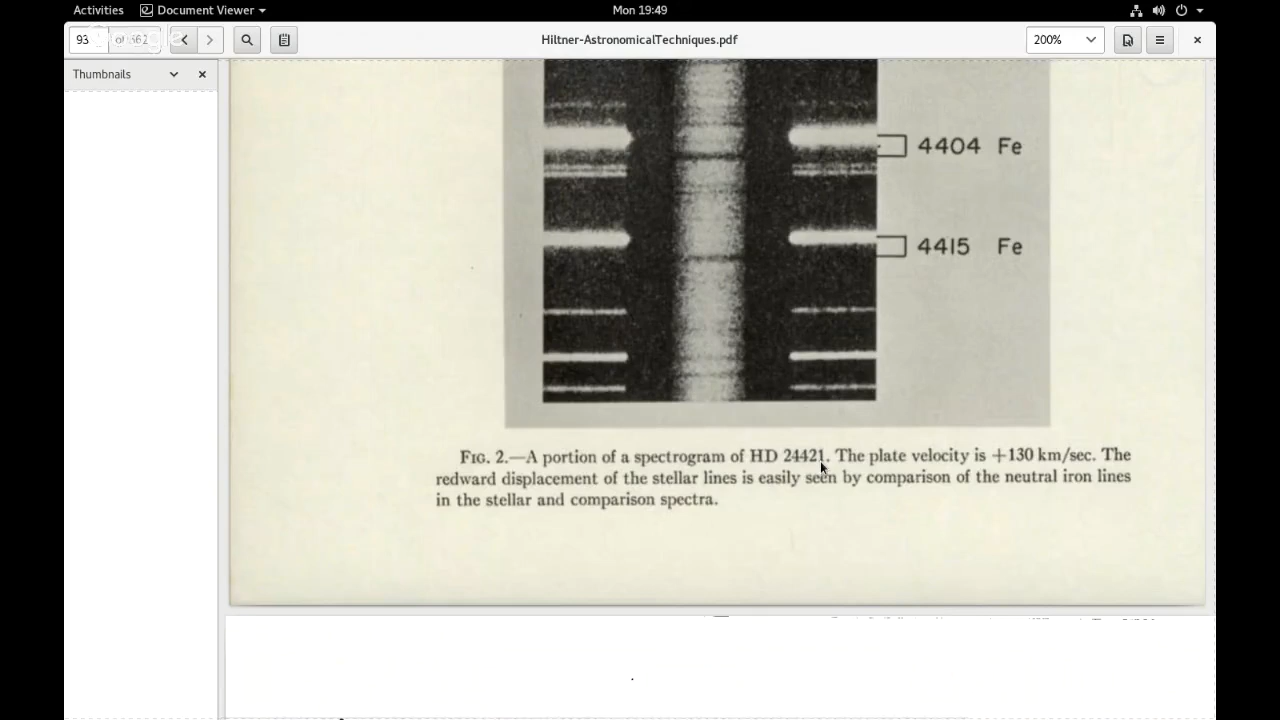 Activities Document Viewer Mon 19:49
93 of 562 Hiltner-AstronomicalTechniques.pdf 200%
Thumbnails
4404 Fe
4415 Fe
FIG. 2.—A portion of a spectrogram of HD 24421. The plate velocity is +130 km/sec. The
redward displacement of the stellar lines is easily seen by comparison of the neutral iron lines
in the stellar and comparison spectra.